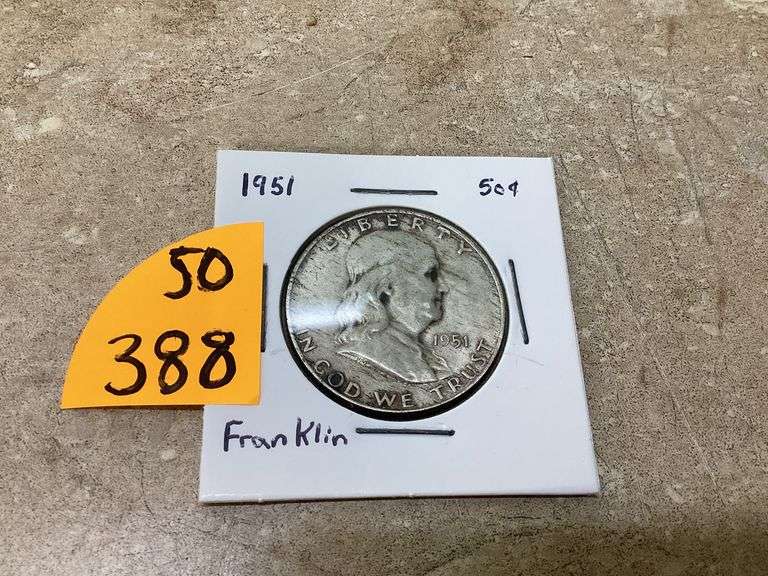 1951 50¢
50
388
LIBERTY
1951
IN GOD WE TRUST
Franklin